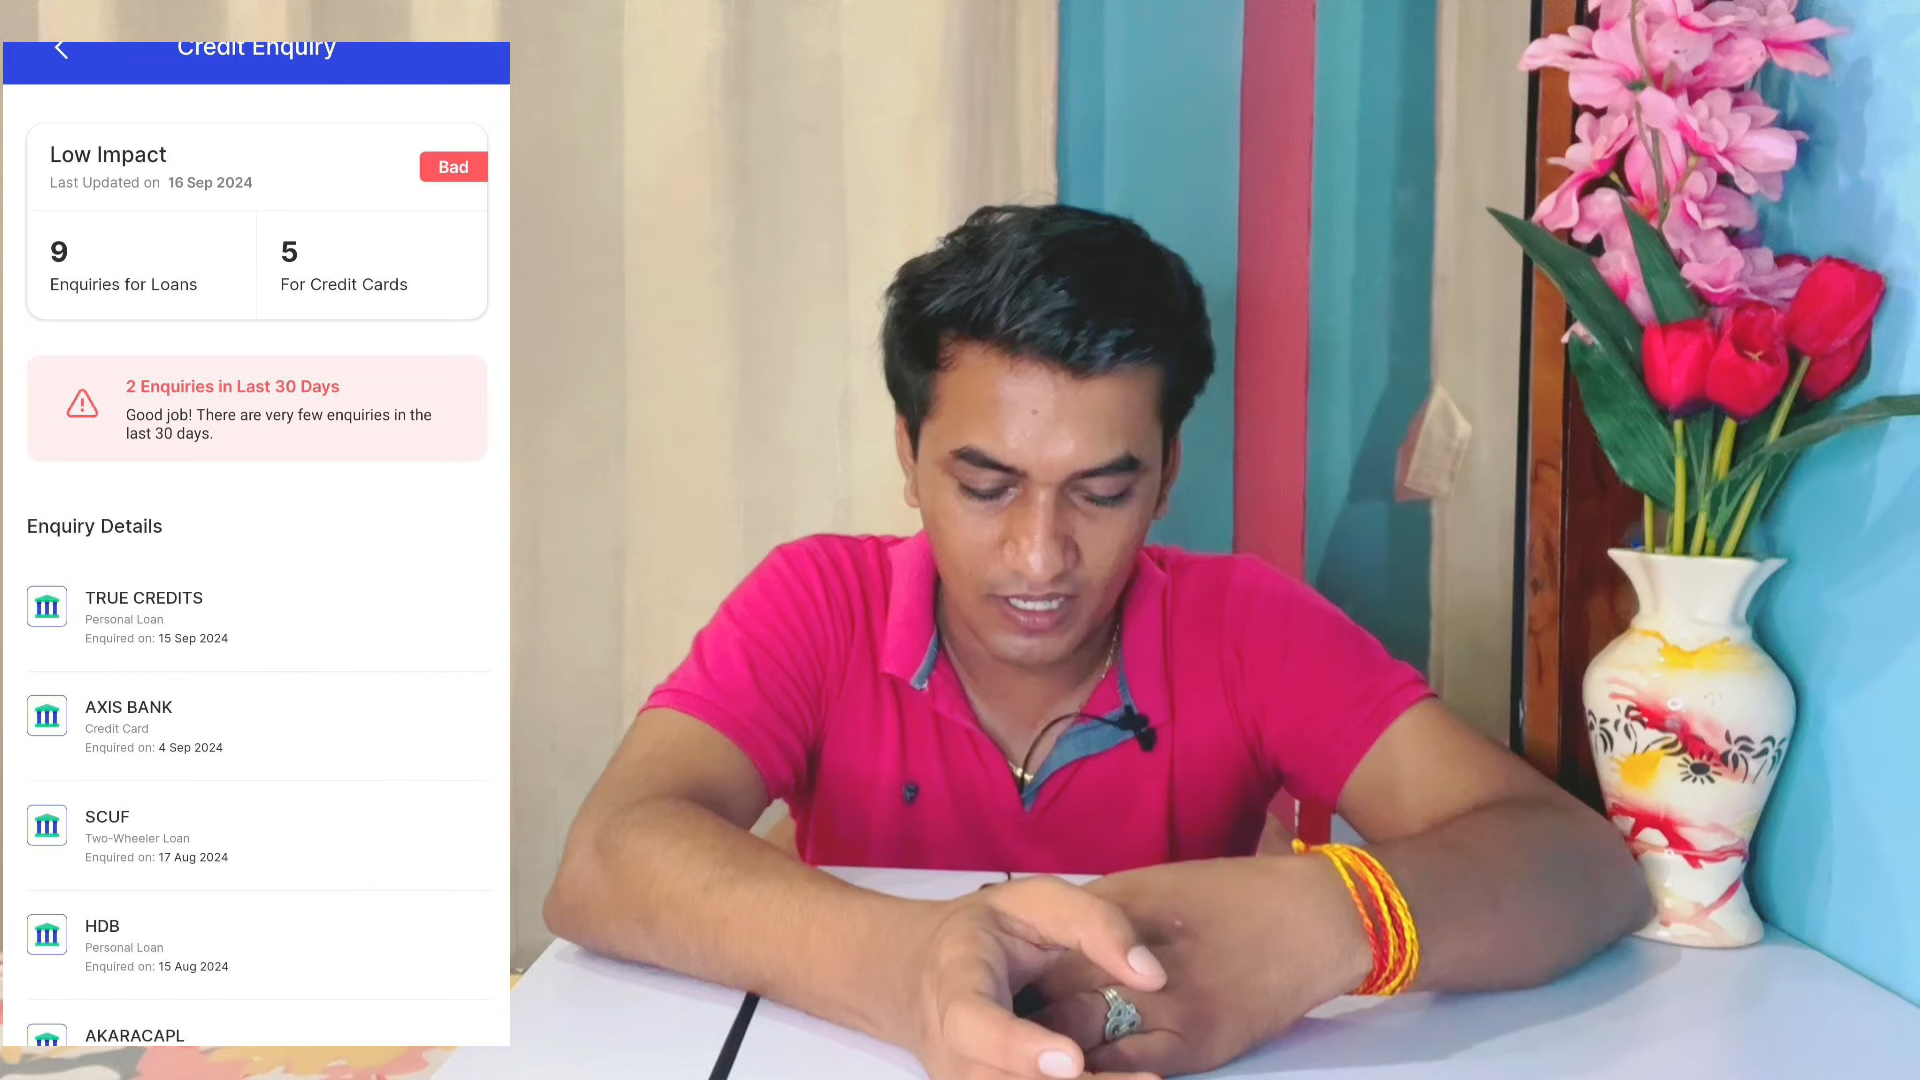 Credit Enquiry
Low Impact
Bad
Last Updated on 16 Sep 2024
9
Enquiries for Loans
5
For Credit Cards
2 Enquiries in Last 30 Days
Good job! There are very few enquiries in the
last 30 days.
Enquiry Details
TRUE CREDITS
Personal Loan
Enquired on: 15 Sep 2024
AXIS BANK
Credit Card
Enquired on: 4 Sep 2024
SCUF
Two-Wheeler Loan
Enquired on: 17 Aug 2024
HDB
Personal Loan
Enquired on: 15 Aug 2024
AKARACAPL